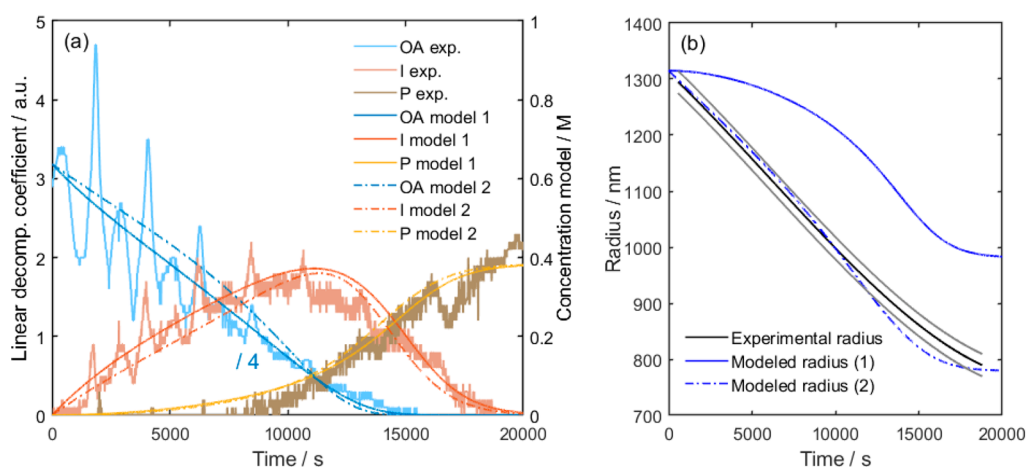 (a)
OA exp.
I exp.
P exp.
OA model 1
I model 1
P model 1
OA model 2
I model 2
P model 2
/ 4
Linear decomp. coefficient / a.u.
5
4
3
2
1
0
Concentration model / M
1
0.8
0.6
0.4
0.2
0
0 5000 10000 15000 20000
Time / s
(b)
Experimental radius
Modeled radius (1)
Modeled radius (2)
Radius / nm
1400
1300
1200
1100
1000
900
800
700
0 5000 10000 15000 20000
Time / s